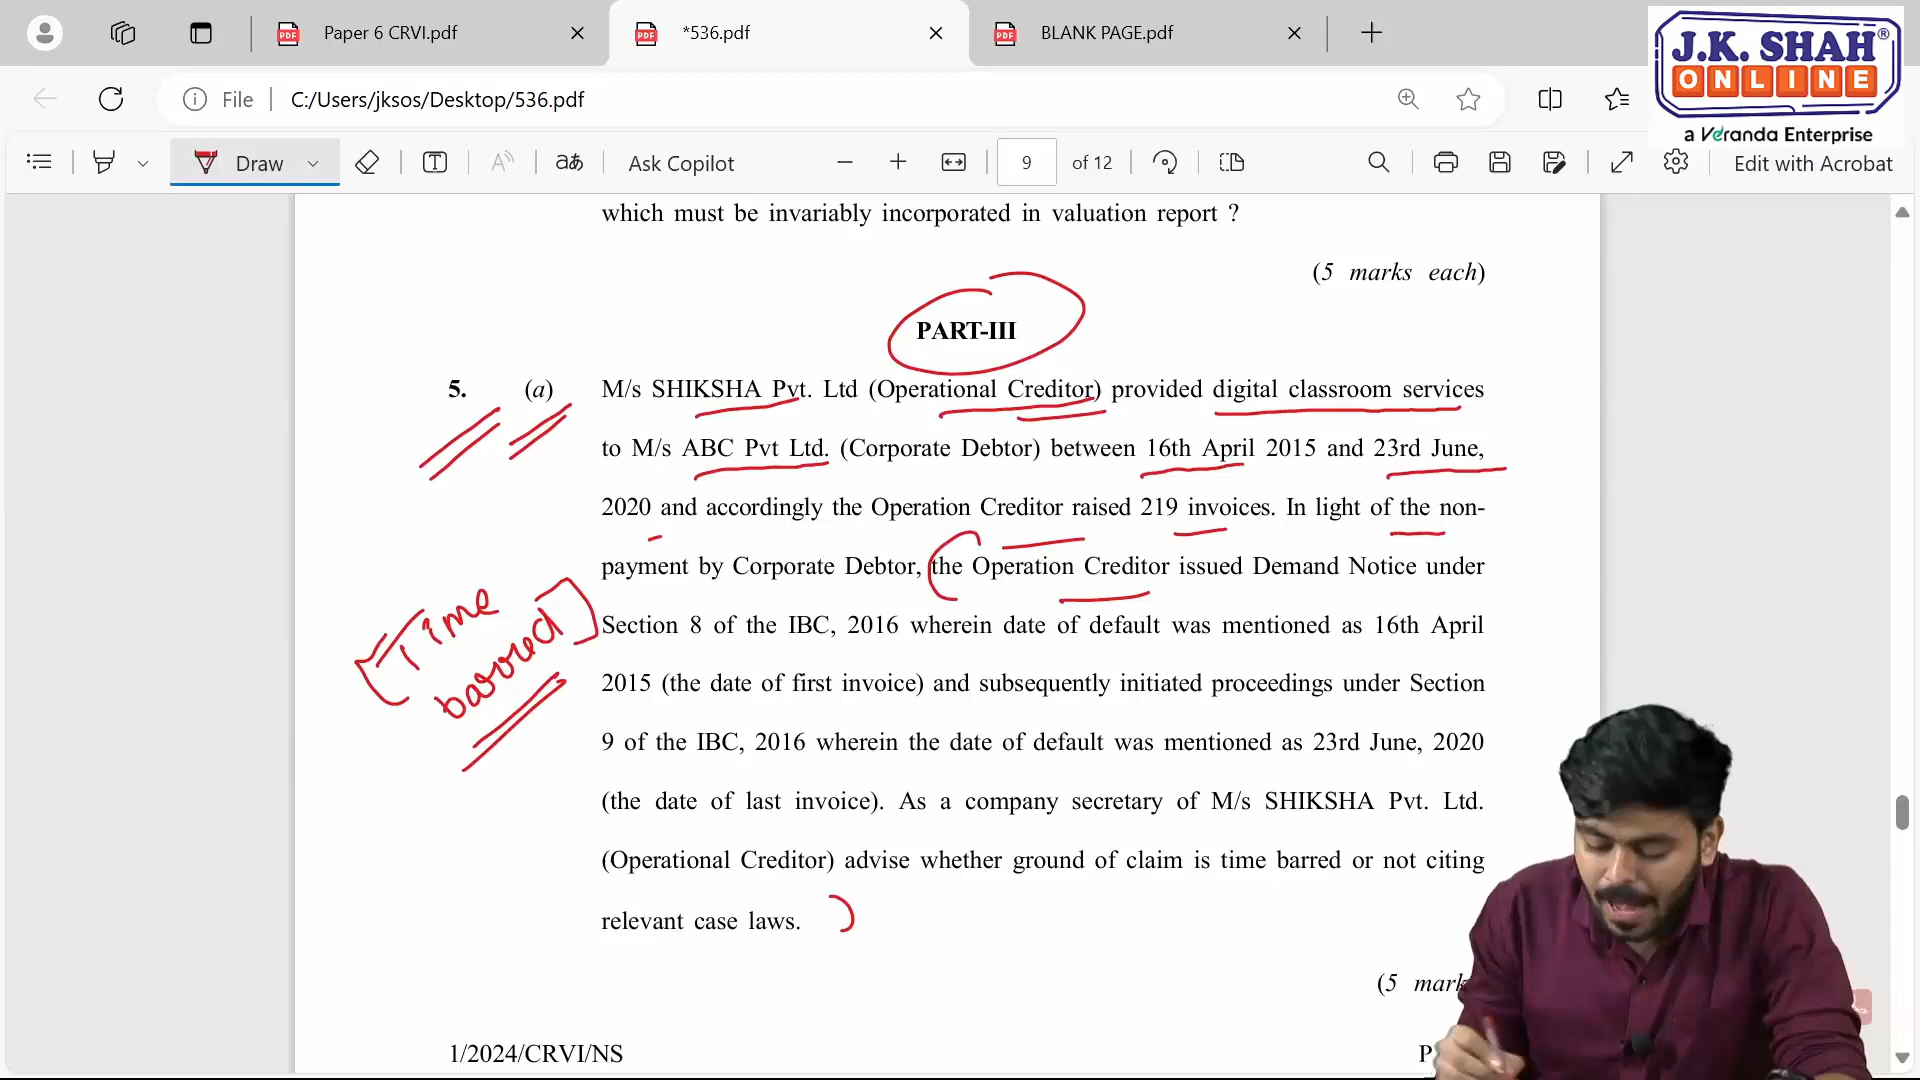 Paper 6 CRVI.pdf
*536.pdf
BLANK PAGE.pdf
J.K. SHAH®
ONLINE
a Veranda Enterprise
File
C:/Users/jksos/Desktop/536.pdf
Draw
Ask Copilot
9
of 12
Edit with Acrobat
which must be invariably incorporated in valuation report ?
(5 marks each)
PART-III
5. (a) M/s SHIKSHA Pvt. Ltd (Operational Creditor) provided digital classroom services
to M/s ABC Pvt Ltd. (Corporate Debtor) between 16th April 2015 and 23rd June,
2020 and accordingly the Operation Creditor raised 219 invoices. In light of the non-
payment by Corporate Debtor, the Operation Creditor issued Demand Notice under
Section 8 of the IBC, 2016 wherein date of default was mentioned as 16th April
2015 (the date of first invoice) and subsequently initiated proceedings under Section
9 of the IBC, 2016 wherein the date of default was mentioned as 23rd June, 2020
(the date of last invoice). As a company secretary of M/s SHIKSHA Pvt. Ltd.
(Operational Creditor) advise whether ground of claim is time barred or not citing
relevant case laws.
Time
barred
(5 mark
1/2024/CRVI/NS
P